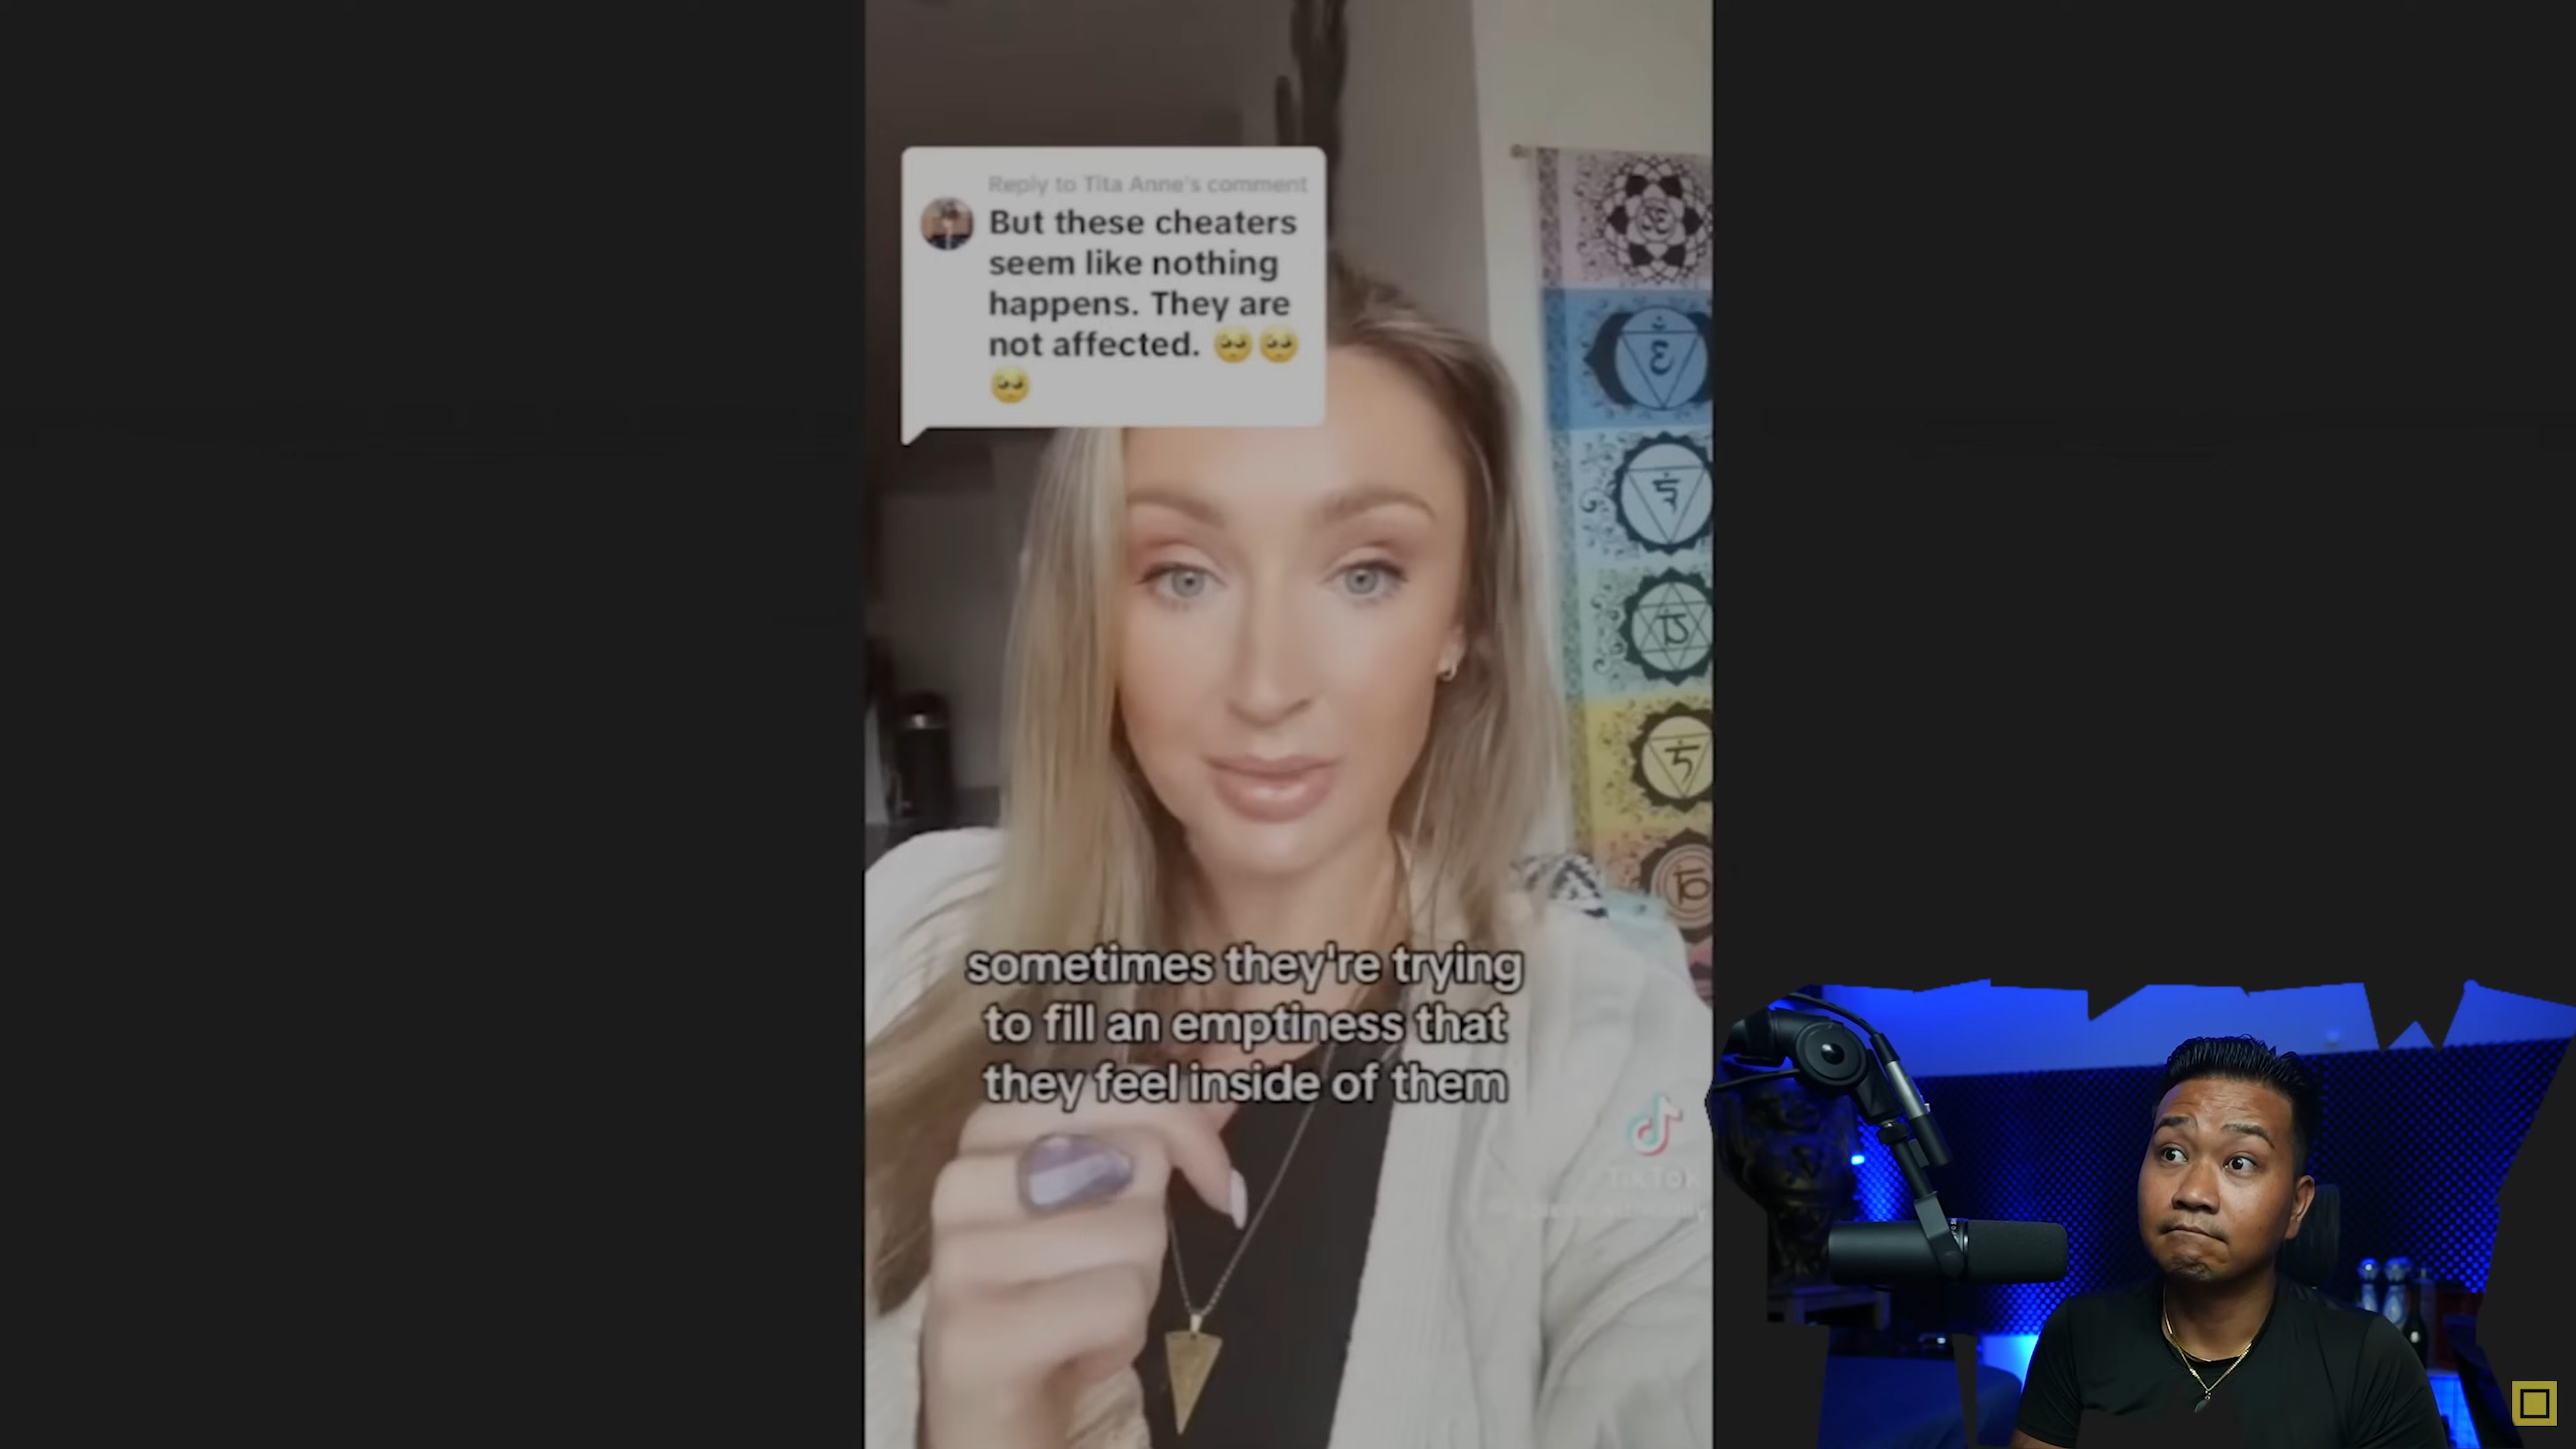 Reply to Tita Anne's comment
But these cheaters
seem like nothing
happens. They are
not affected. 🥺🥺
🥺
sometimes they're trying
to fill an emptiness that
they feel inside of them
TikTok